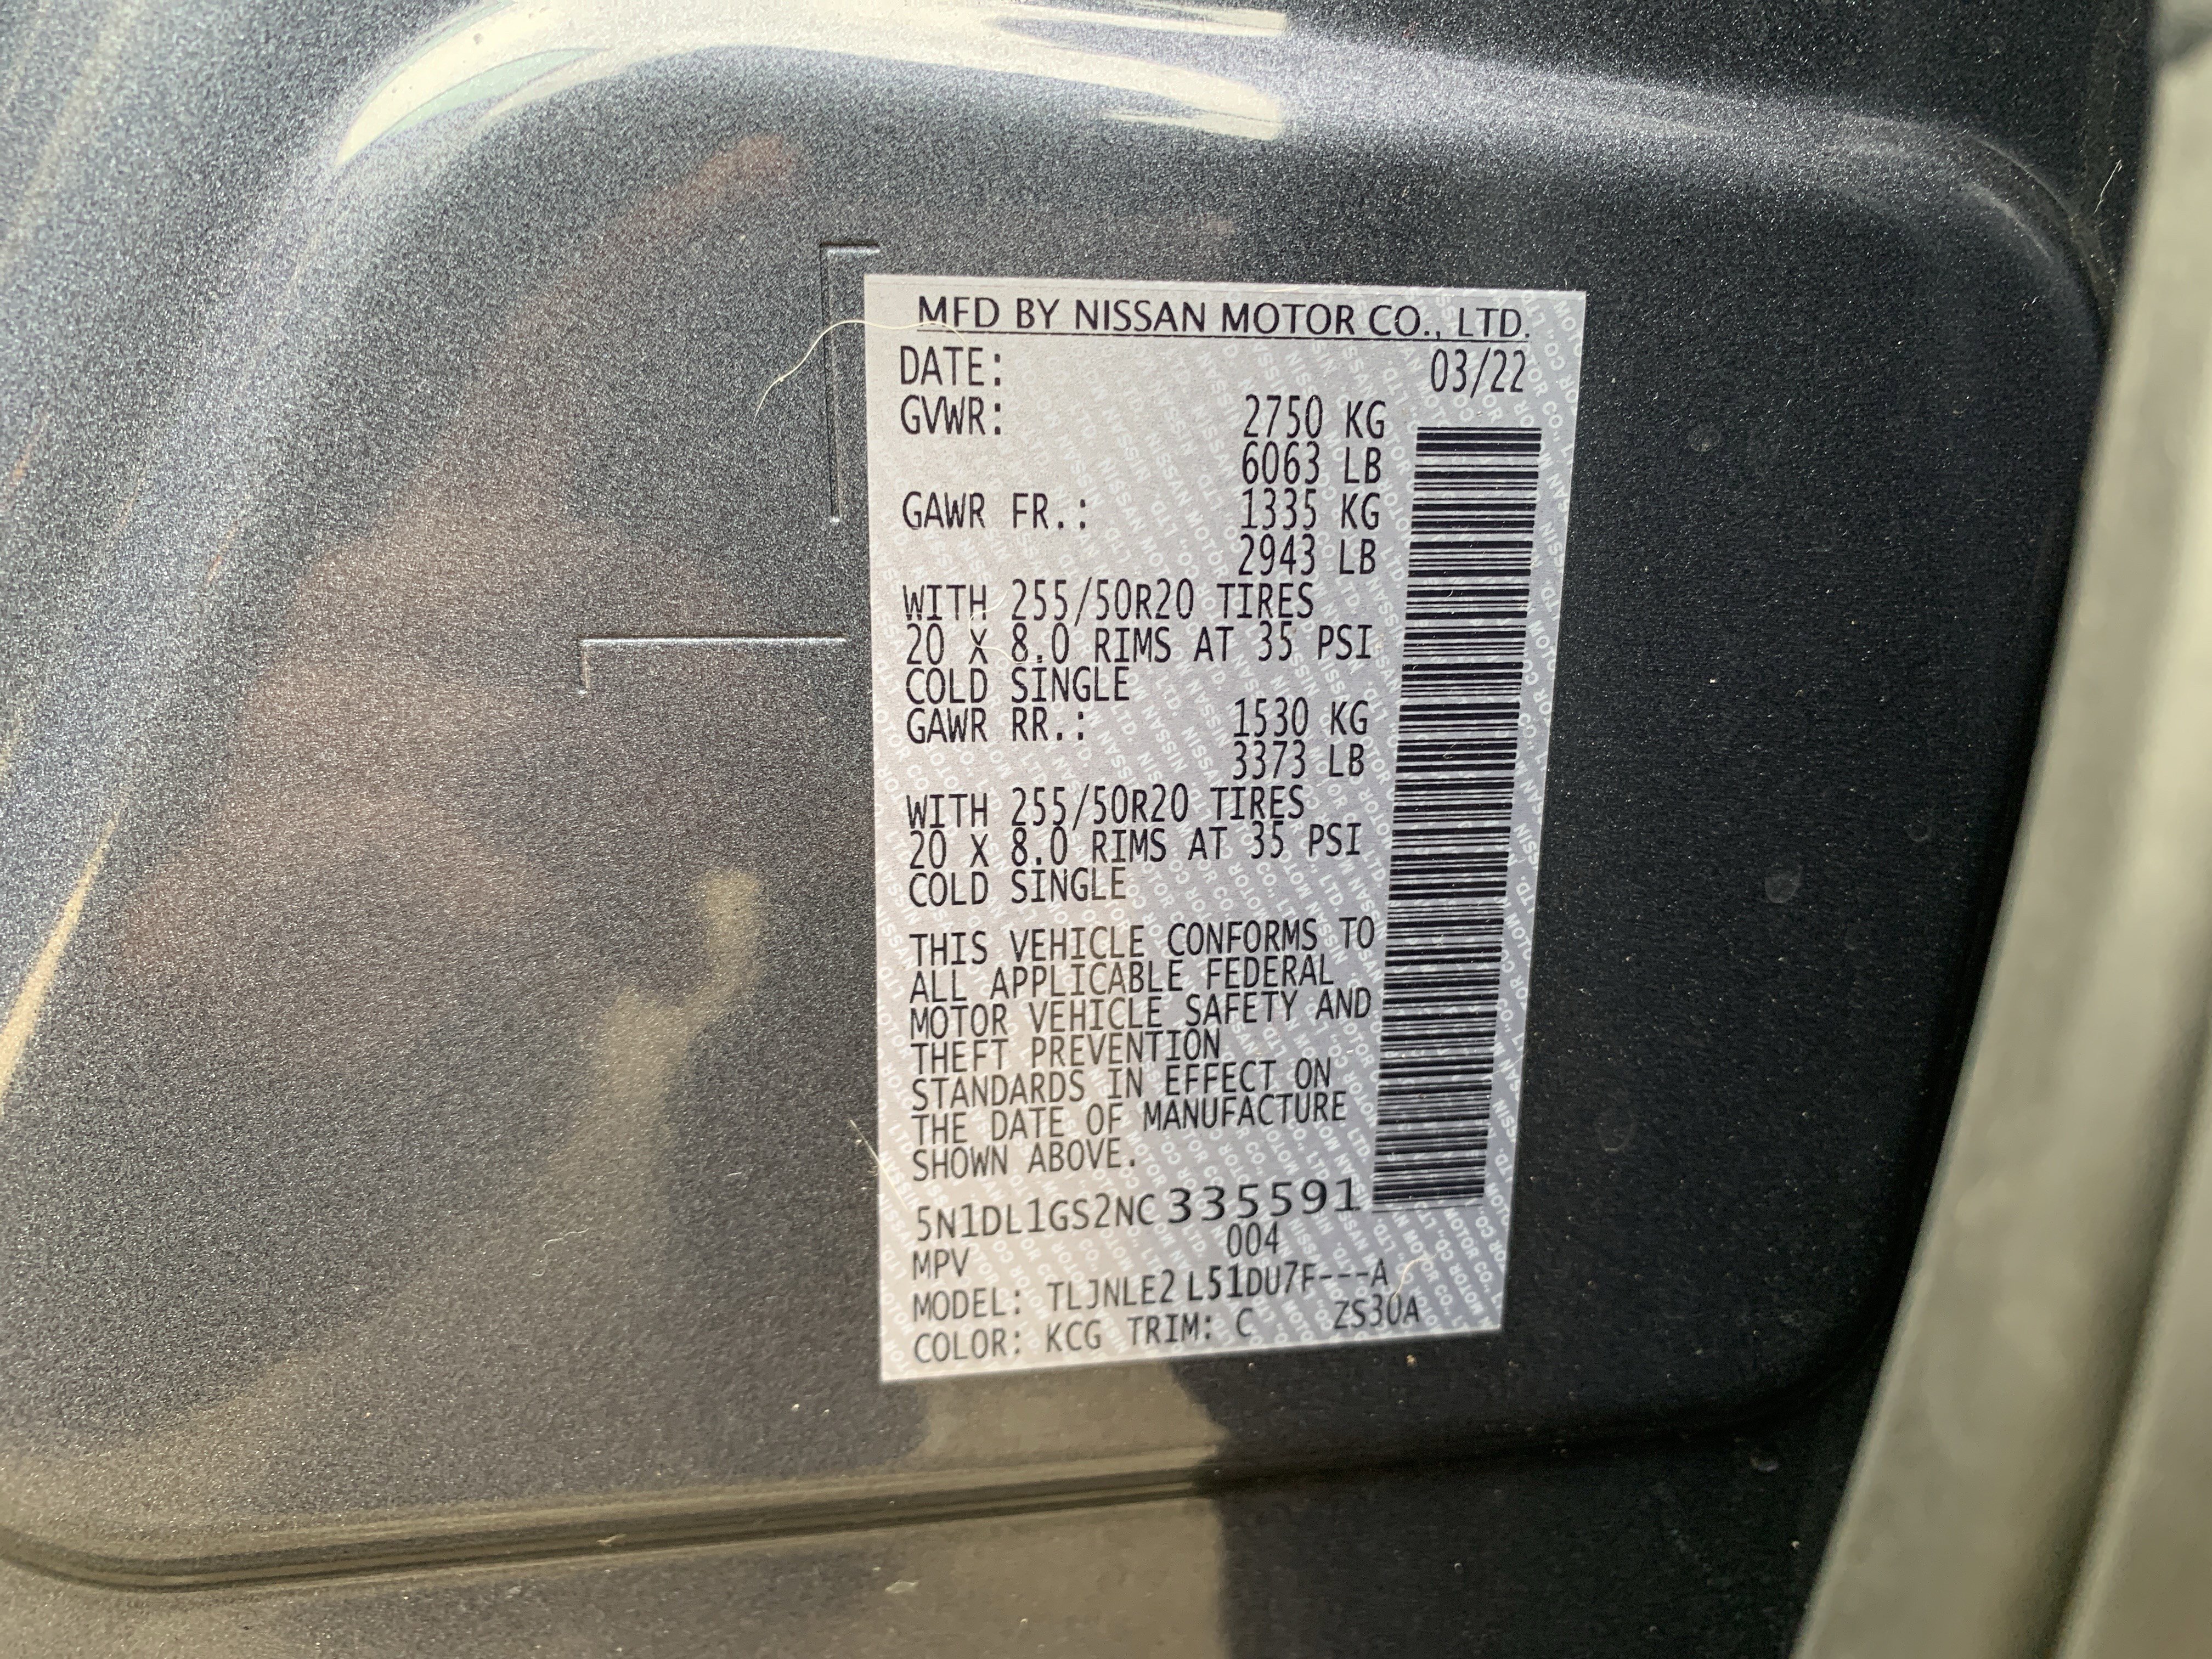 MFD BY NISSAN MOTOR CO., LTD.
DATE: 03/22
GVWR: 2750 KG
6063 LB
GAWR FR.: 1335 KG
2943 LB
WITH 255/50R20 TIRES
20 X 8.0 RIMS AT 35 PSI
COLD SINGLE
GAWR RR.: 1530 KG
3373 LB
WITH 255/50R20 TIRES
20 X 8.0 RIMS AT 35 PSI
COLD SINGLE
THIS VEHICLE CONFORMS TO
ALL APPLICABLE FEDERAL
MOTOR VEHICLE SAFETY AND
THEFT PREVENTION
STANDARDS IN EFFECT ON
THE DATE OF MANUFACTURE
SHOWN ABOVE.
5N1DL1GS2NC335591
004
MPV
MODEL: TLJNLE2 L51DU7F---A
COLOR: KCG TRIM: C ZS30A